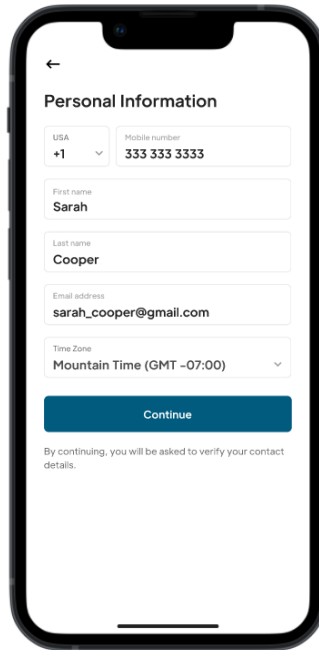 Personal Information
USA
+1
Mobile number
333 333 3333
First name
Sarah
Last name
Cooper
Email address
sarah_cooper@gmail.com
Time Zone
Mountain Time (GMT -07:00)
Continue
By continuing, you will be asked to verify your contact
details.